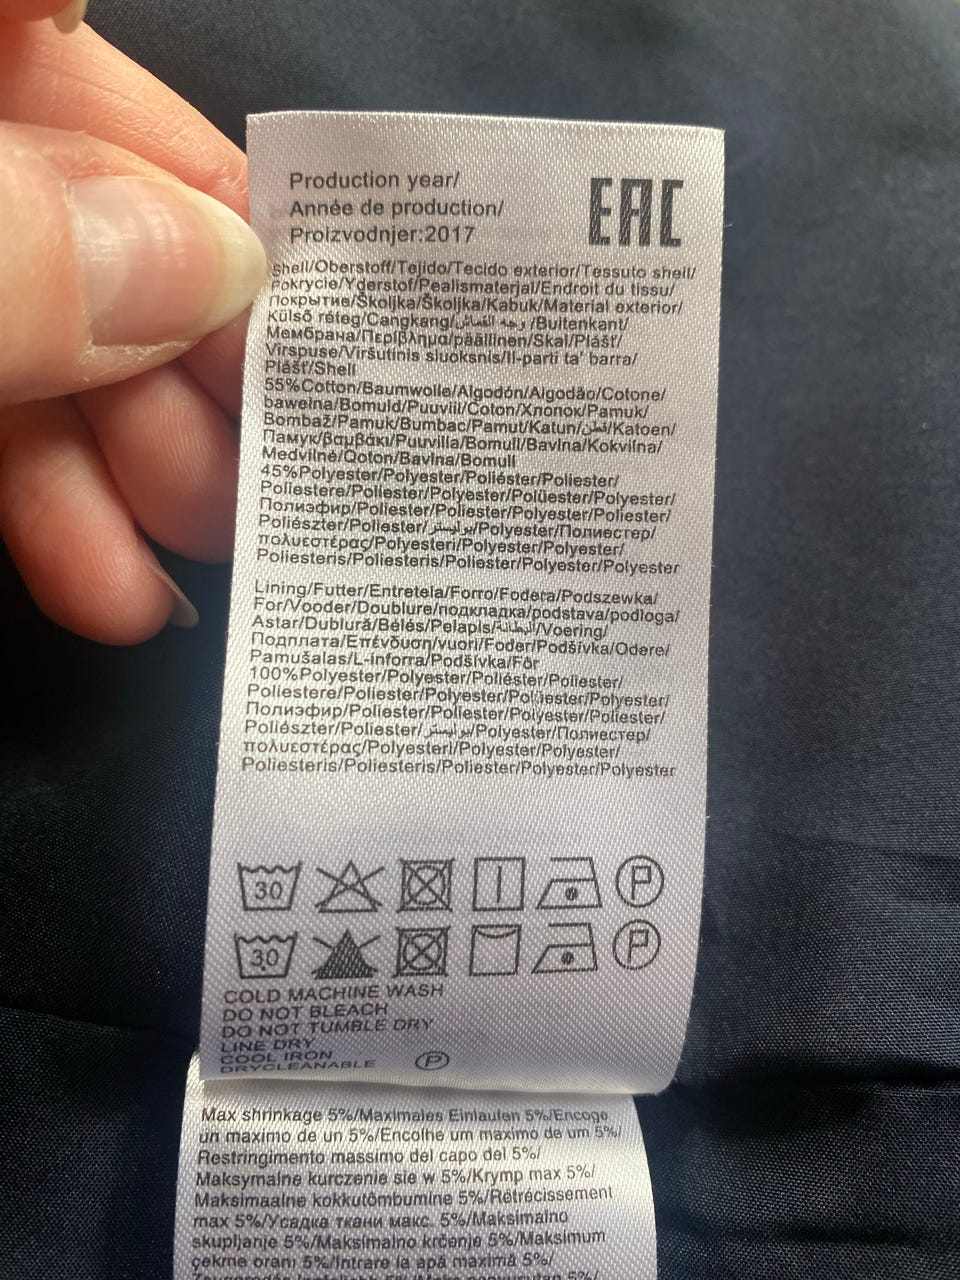 Production year/
Année de production/
Proizvodnjer:2017
EAC
Shell/Oberstoff/Tejido/Tecido exterior/Tessuto shell/
Pokrycie/Yderstof/Pealismaterjal/Endroit du tissu/
Покрытие/Školjka/Školjka/Kabuk/Material exterior/
Külső réteg/Cangkang/وجه القماش/Buitenkant/
Мембрана/Περίβλημα/päällinen/Skal/Plášť/
Virspuse/Viršutinis sluoksnis/Il-parti ta' barra/
Plášť/Shell
55%Cotton/Baumwolle/Algodón/Algodão/Cotone/
bawełna/Bomuld/Puuvill/Coton/Хлопок/Pamuk/
Bombaž/Pamuk/Bumbac/Pamut/Katun/قطن/Katoen/
Памук/βαμβάκι/Puuvilla/Bomull/Bavlna/Kokvilna/
Medvilnė/Qoton/Bavlna/Bomull
45%Polyester/Polyester/Poliéster/Poliester/
Poliestere/Poliester/Polyester/Polüester/Polyester/
Полиэфир/Poliester/Poliester/Polyester/Poliester/
Poliészter/Poliester/بوليستر/Polyester/Полиестер/
πολυεστέρας/Polyesteri/Polyester/Polyester/
Poliesteris/Poliesteris/Poliester/Polyester/Polyester
Lining/Futter/Entretela/Forro/Fodera/Podszewka/
For/Vooder/Doublure/подкладка/podstava/podloga/
Astar/Dublură/Bélés/Pelapis/البطانة/Voering/
Подплата/Επένδυση/vuori/Foder/Podšívka/Odere/
Pamušalas/L-inforra/Podšívka/Fôr
100%Polyester/Polyester/Poliéster/Poliester/
Poliestere/Poliester/Polyester/Polüester/Polyester/
Полиэфир/Poliester/Poliester/Polyester/Poliester/
Poliészter/Poliester/بوليستر/Polyester/Полиестер/
πολυεστέρας/Polyesteri/Polyester/Polyester/
Poliesteris/Poliesteris/Poliester/Polyester/Polyester
30 P
30 P
COLD MACHINE WASH
DO NOT BLEACH
DO NOT TUMBLE DRY
LINE DRY
COOL IRON
DRYCLEANABLE P
Max shrinkage 5%/Maximales Einlaufen 5%/Encoge
un maximo de un 5%/Encolhe um maximo de um 5%/
Restringimento massimo del capo del 5%/
Maksymalne kurczenie sie w 5%/Krymp max 5%/
Maksimaalne kokkutõmbumine 5%/Rétrécissement
max 5%/Усадка ткани макс. 5%/Maksimalno
skupljanje 5%/Maksimalno krčenje 5%/Maksimum
çekme oranı 5%/Intrare la apă maximă 5%/